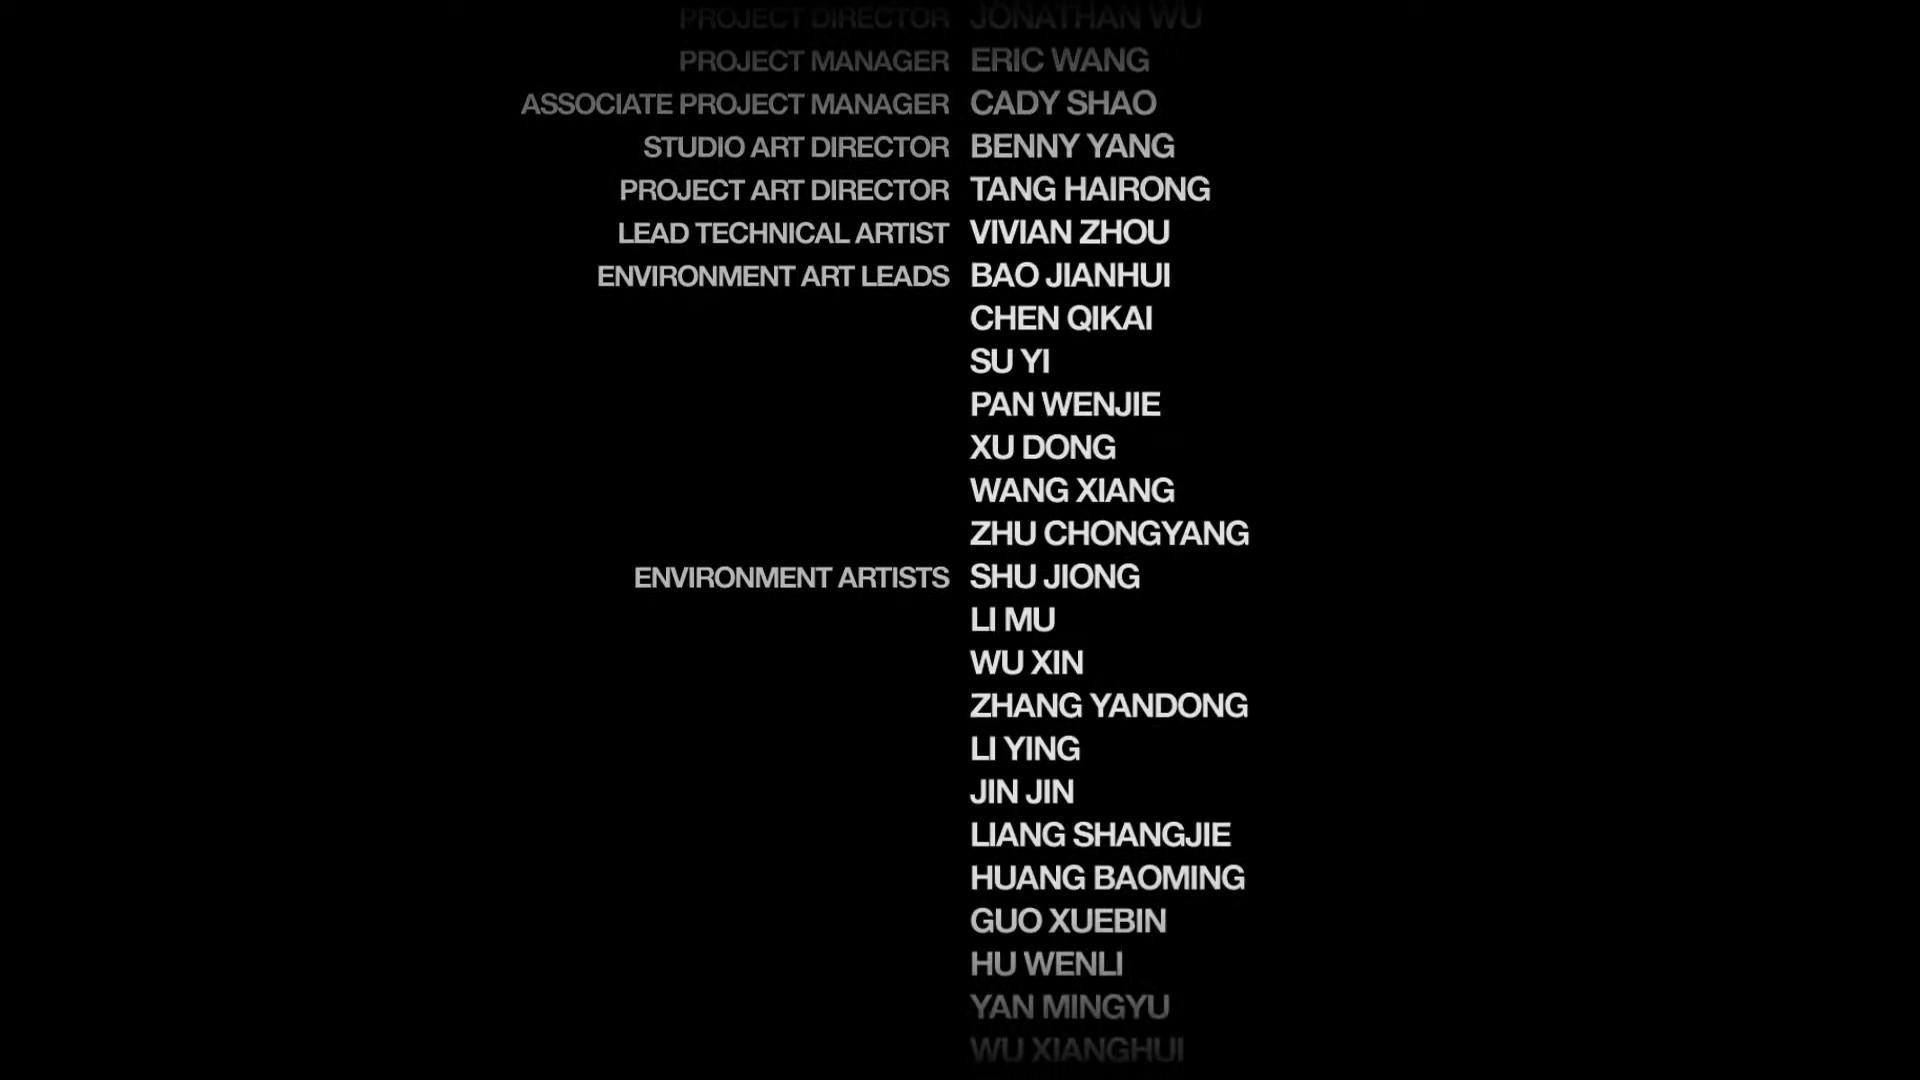 PROJECT DIRECTOR JONATHAN WU
PROJECT MANAGER ERIC WANG
ASSOCIATE PROJECT MANAGER CADY SHAO
STUDIO ART DIRECTOR BENNY YANG
PROJECT ART DIRECTOR TANG HAIRONG
LEAD TECHNICAL ARTIST VIVIAN ZHOU
ENVIRONMENT ART LEADS BAO JIANHUI
CHEN QIKAI
SU YI
PAN WENJIE
XU DONG
WANG XIANG
ZHU CHONGYANG
ENVIRONMENT ARTISTS SHU JIONG
LI MU
WU XIN
ZHANG YANDONG
LI YING
JIN JIN
LIANG SHANGJIE
HUANG BAOMING
GUO XUEBIN
HU WENLI
YAN MINGYU
WU XIANGHUI